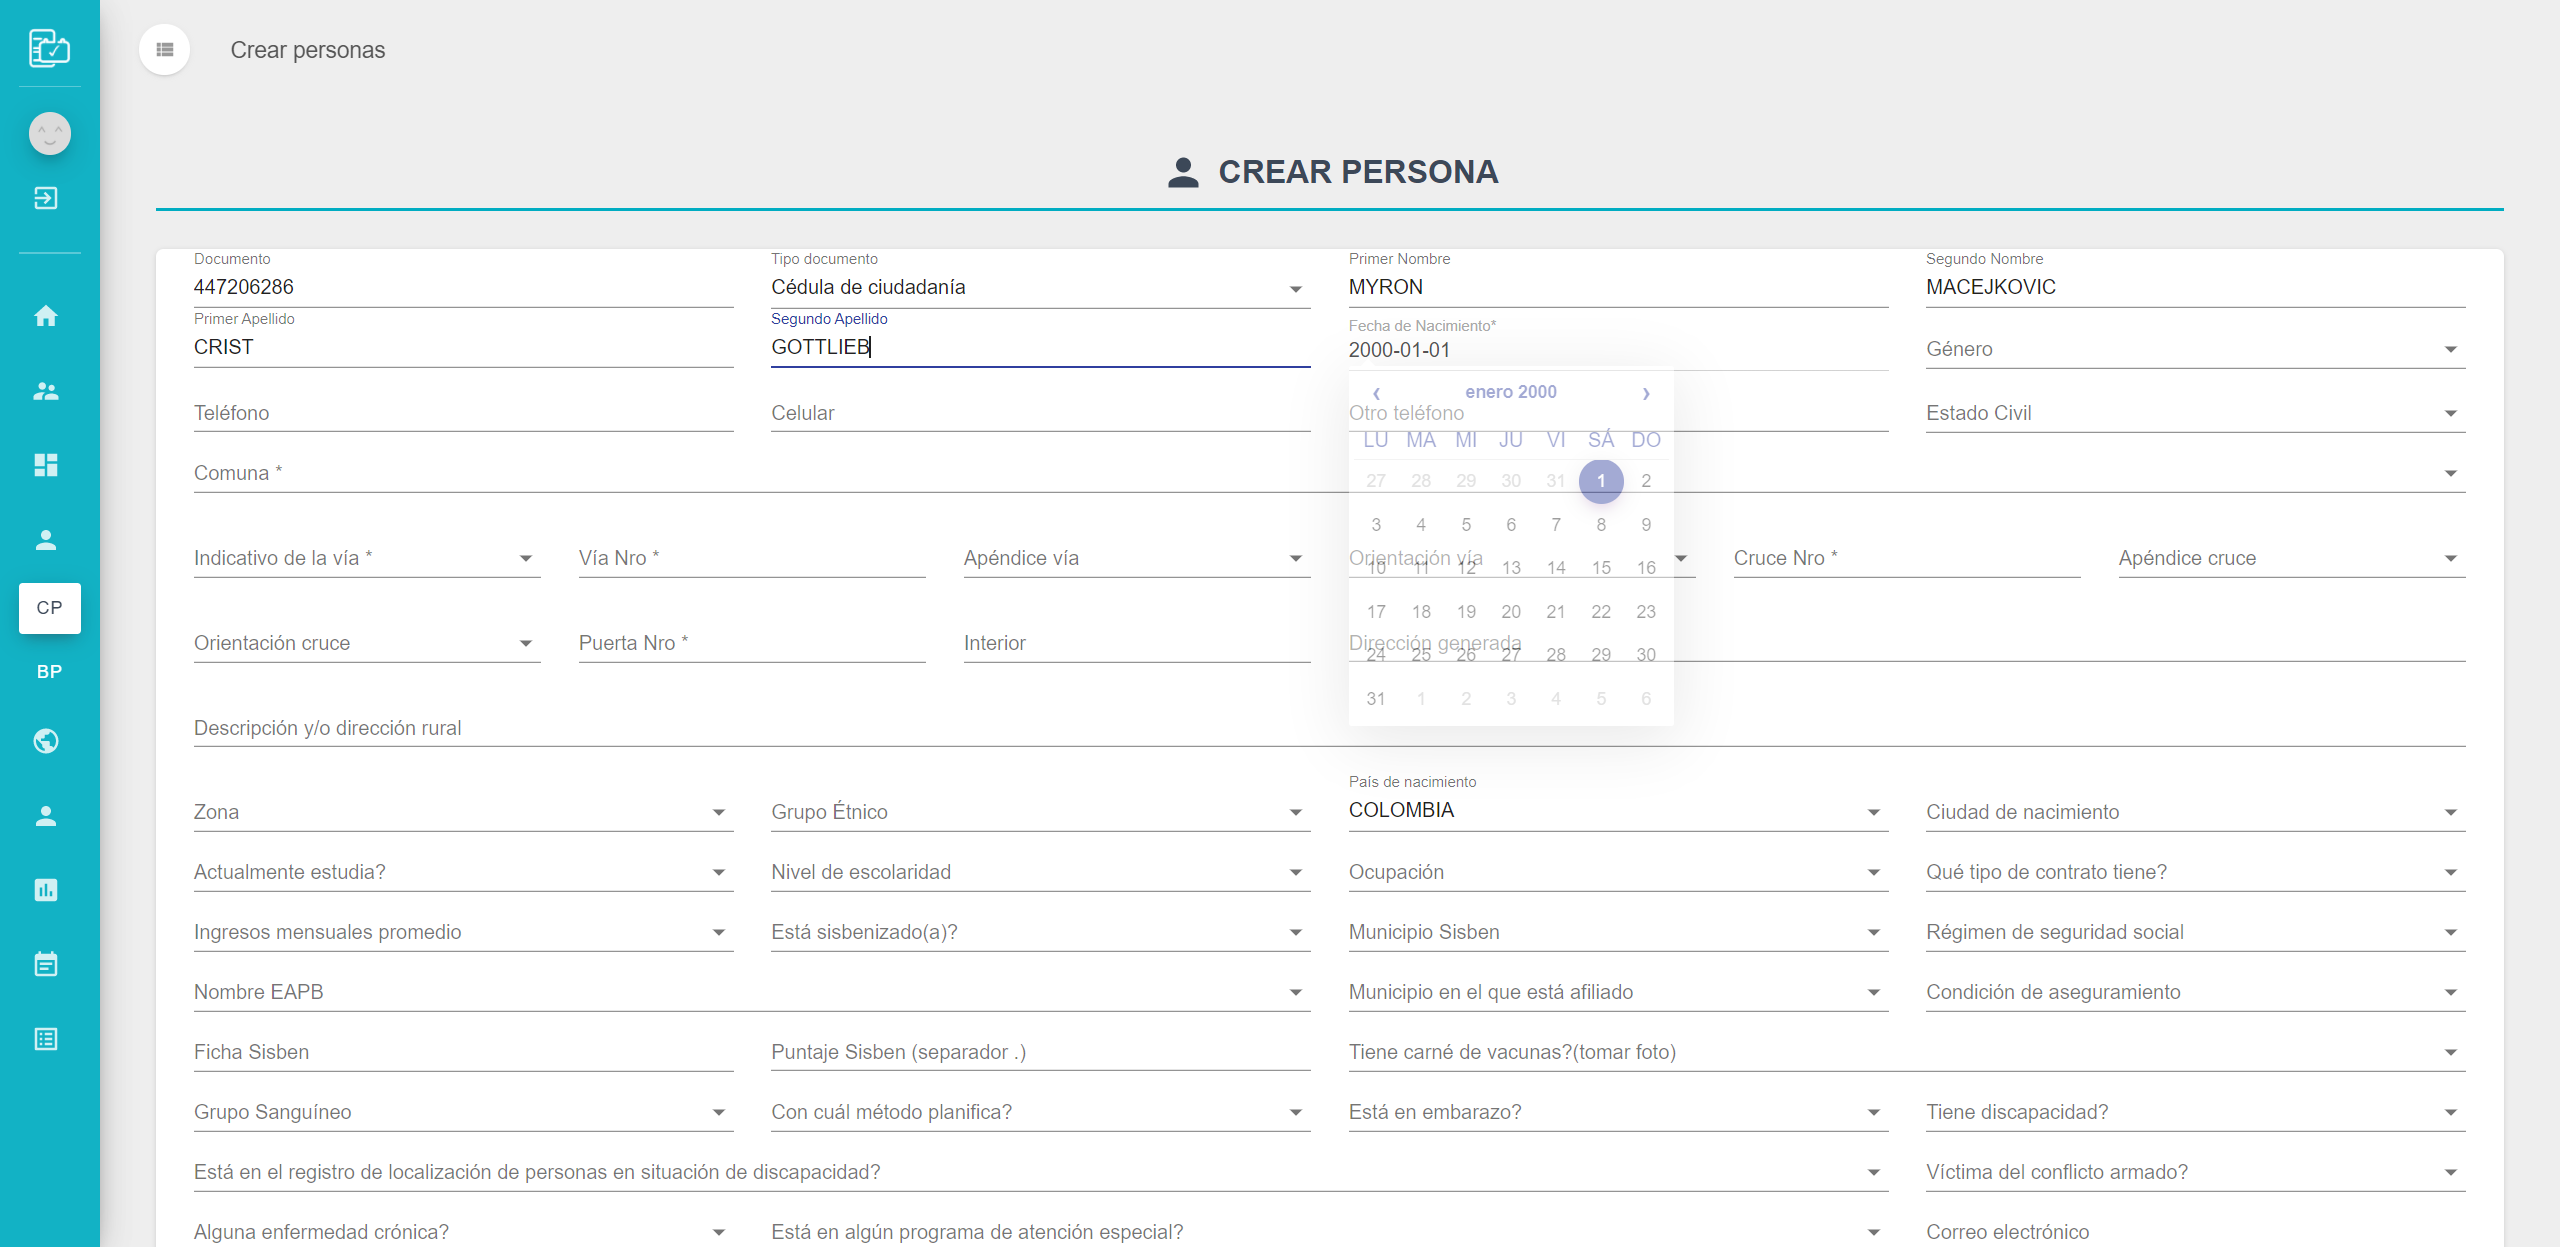 Crear personas
CREAR PERSONA
Documento
447206286
Tipo documento
Cédula de ciudadanía
Primer Nombre
MYRON
Segundo Nombre
MACEJKOVIC
Primer Apellido
CRIST
Segundo Apellido
GOTTLIEB
Fecha de Nacimiento*
2000-01-01
Género
Teléfono
Celular
Otro teléfono
Estado Civil
‹ enero 2000 ›
LU MA MI JU VI SÁ DO
27 28 29 30 31 1 2
3 4 5 6 7 8 9
10 11 12 13 14 15 16
17 18 19 20 21 22 23
24 25 26 27 28 29 30
31 1 2 3 4 5 6
Comuna *
Indicativo de la vía *
Vía Nro *
Apéndice vía
Orientación vía
Cruce Nro *
Apéndice cruce
CP
Orientación cruce
Puerta Nro *
Interior
Dirección generada
BP
Descripción y/o dirección rural
Zona
Grupo Étnico
País de nacimiento
COLOMBIA
Ciudad de nacimiento
Actualmente estudia?
Nivel de escolaridad
Ocupación
Qué tipo de contrato tiene?
Ingresos mensuales promedio
Está sisbenizado(a)?
Municipio Sisben
Régimen de seguridad social
Nombre EAPB
Municipio en el que está afiliado
Condición de aseguramiento
Ficha Sisben
Puntaje Sisben (separador .)
Tiene carné de vacunas?(tomar foto)
Grupo Sanguíneo
Con cuál método planifica?
Está en embarazo?
Tiene discapacidad?
Está en el registro de localización de personas en situación de discapacidad?
Víctima del conflicto armado?
Alguna enfermedad crónica?
Está en algún programa de atención especial?
Correo electrónico